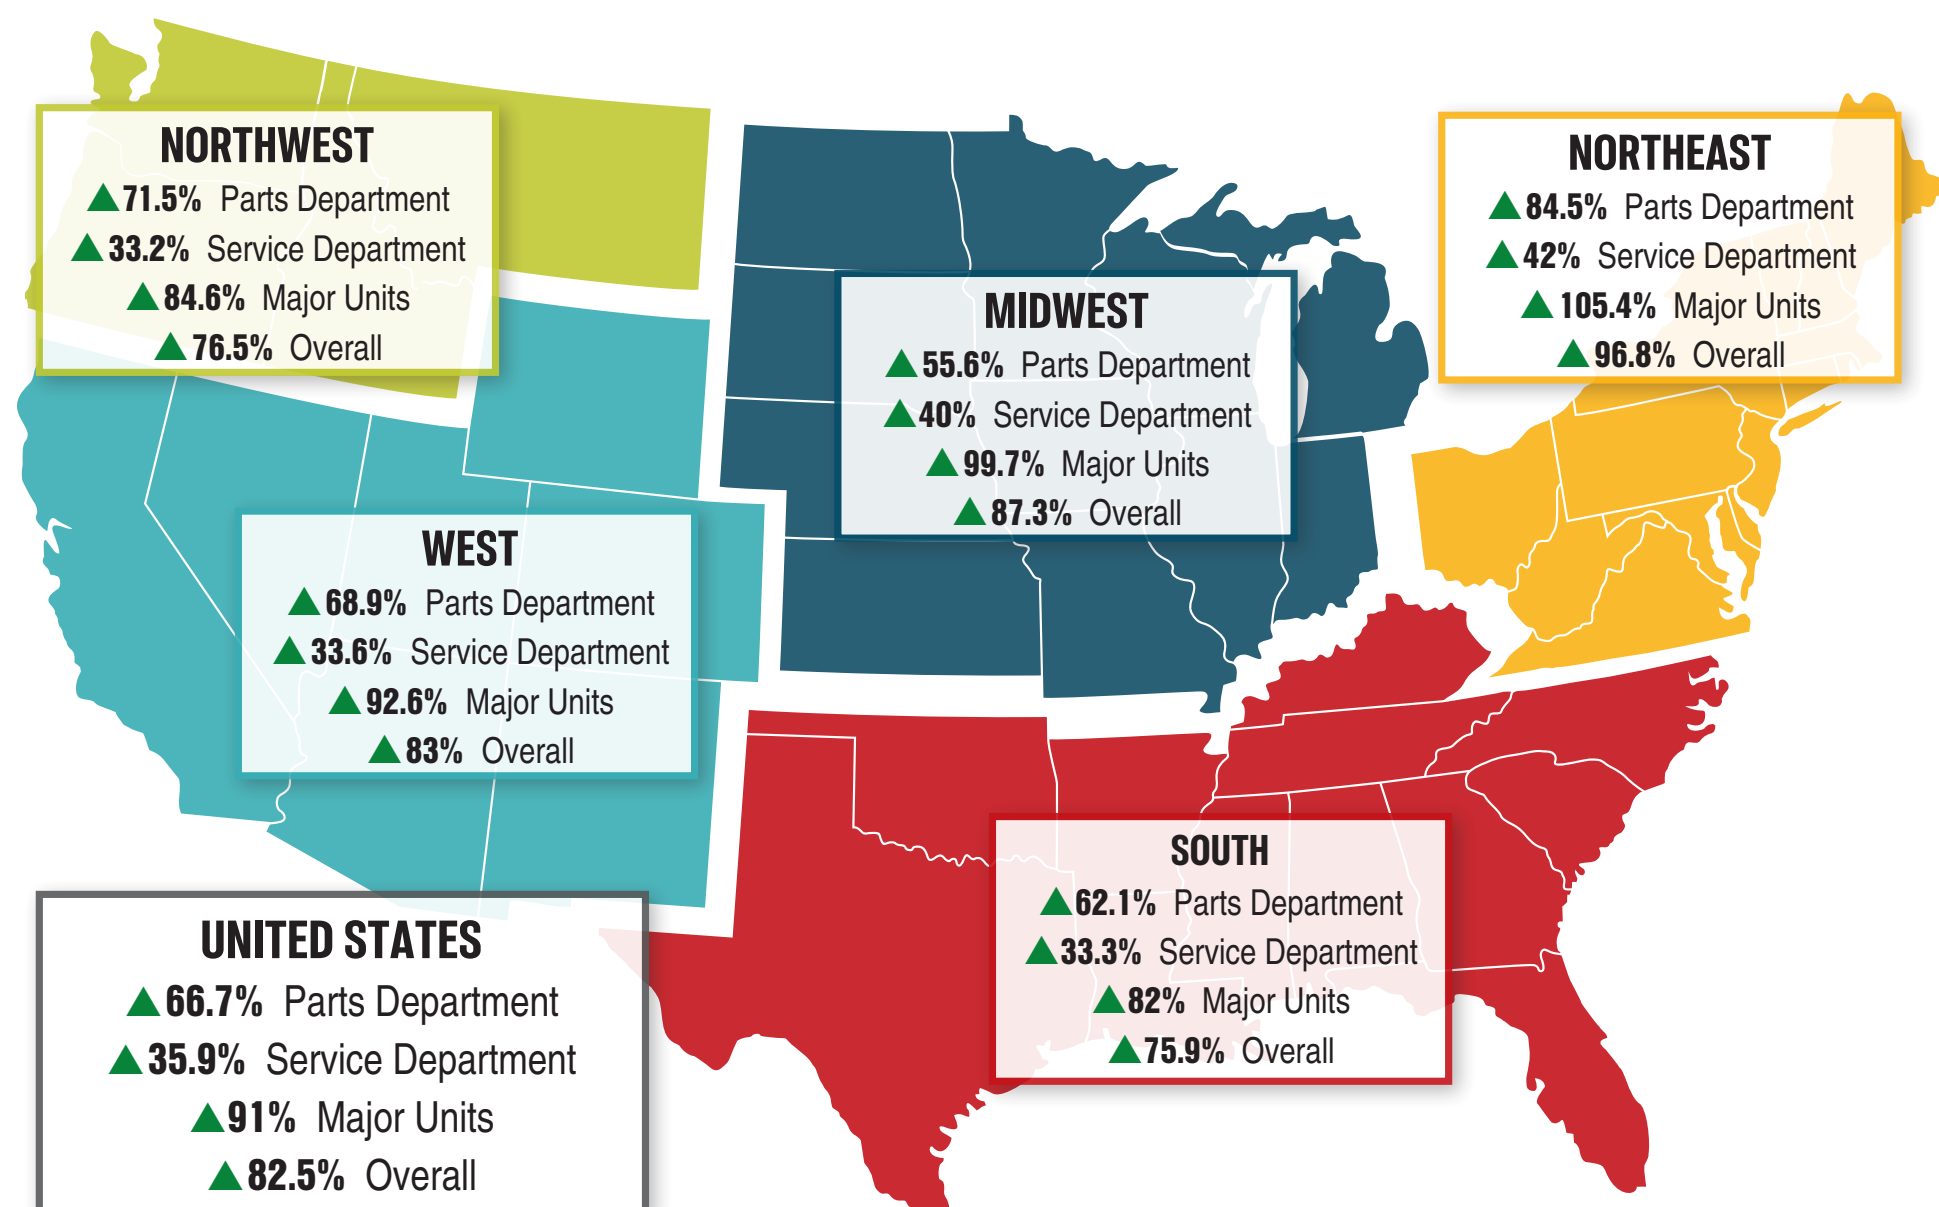 NORTHWEST
▲71.5% Parts Department
▲33.2% Service Department
▲84.6% Major Units
▲76.5% Overall
NORTHEAST
▲84.5% Parts Department
▲42% Service Department
▲105.4% Major Units
▲96.8% Overall
MIDWEST
▲55.6% Parts Department
▲40% Service Department
▲99.7% Major Units
▲87.3% Overall
WEST
▲68.9% Parts Department
▲33.6% Service Department
▲92.6% Major Units
▲83% Overall
SOUTH
▲62.1% Parts Department
▲33.3% Service Department
▲82% Major Units
▲75.9% Overall
UNITED STATES
▲66.7% Parts Department
▲35.9% Service Department
▲91% Major Units
▲82.5% Overall